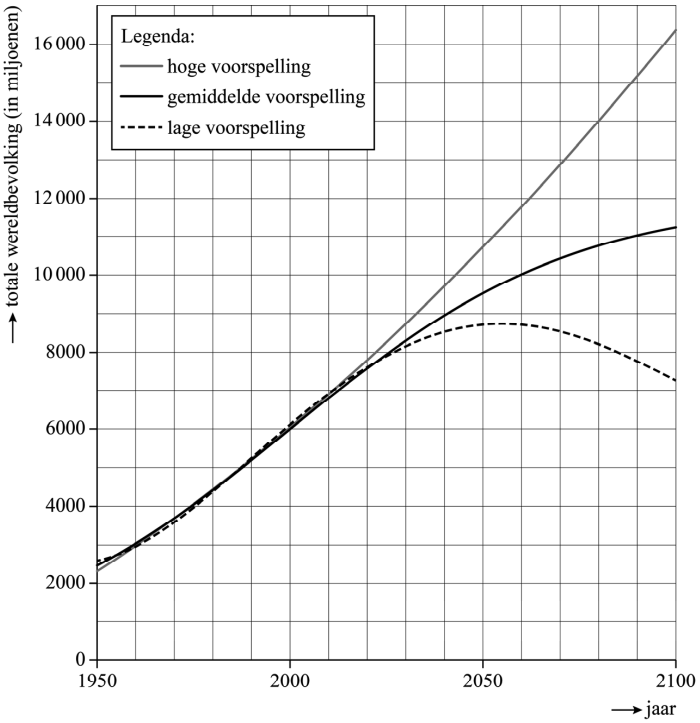 → totale wereldbevolking (in miljoenen)
Legenda:
hoge voorspelling
gemiddelde voorspelling
lage voorspelling
16 000
14 000
12 000
10 000
8000
6000
4000
2000
0
1950 2000 2050 2100
→ jaar